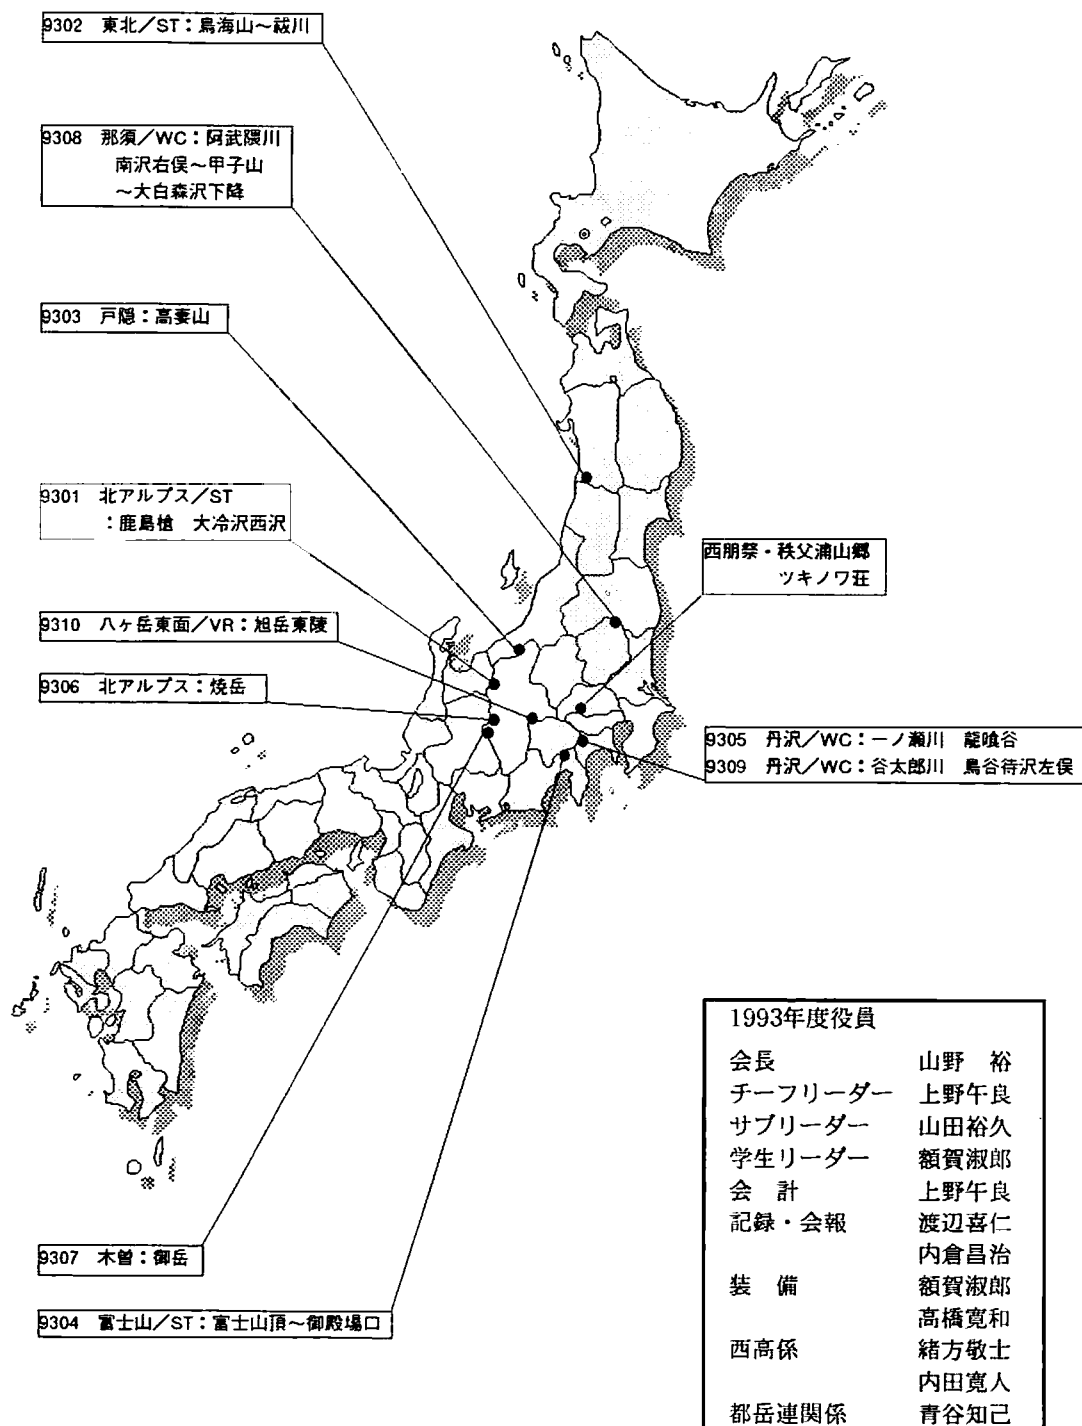 9302 東北／ST：鳥海山～祓川
9308 那須／WC：阿武隈川
南沢右俣～甲子山
～大白森沢下降
9303 戸隠：高妻山
9301 北アルプス／ST
：鹿島槍 大冷沢西沢
西朋祭・秩父浦山郷
ツキノワ荘
9310 八ヶ岳東面／VR：旭岳東陵
9306 北アルプス：焼岳
9305 丹沢／WC：一ノ瀬川 龍喰谷
9309 丹沢／WC：谷太郎川 鳥谷待沢左俣
9307 木曽：御岳
9304 富士山／ST：富士山頂～御殿場口
1993年度役員
会長 山野 裕
チーフリーダー 上野午良
サブリーダー 山田裕久
学生リーダー 額賀淑郎
会 計 上野午良
記録・会報 渡辺喜仁
内倉昌治
装 備 額賀淑郎
高橋寛和
西高係 緒方敬士
内田寛人
都岳連関係 青谷知己